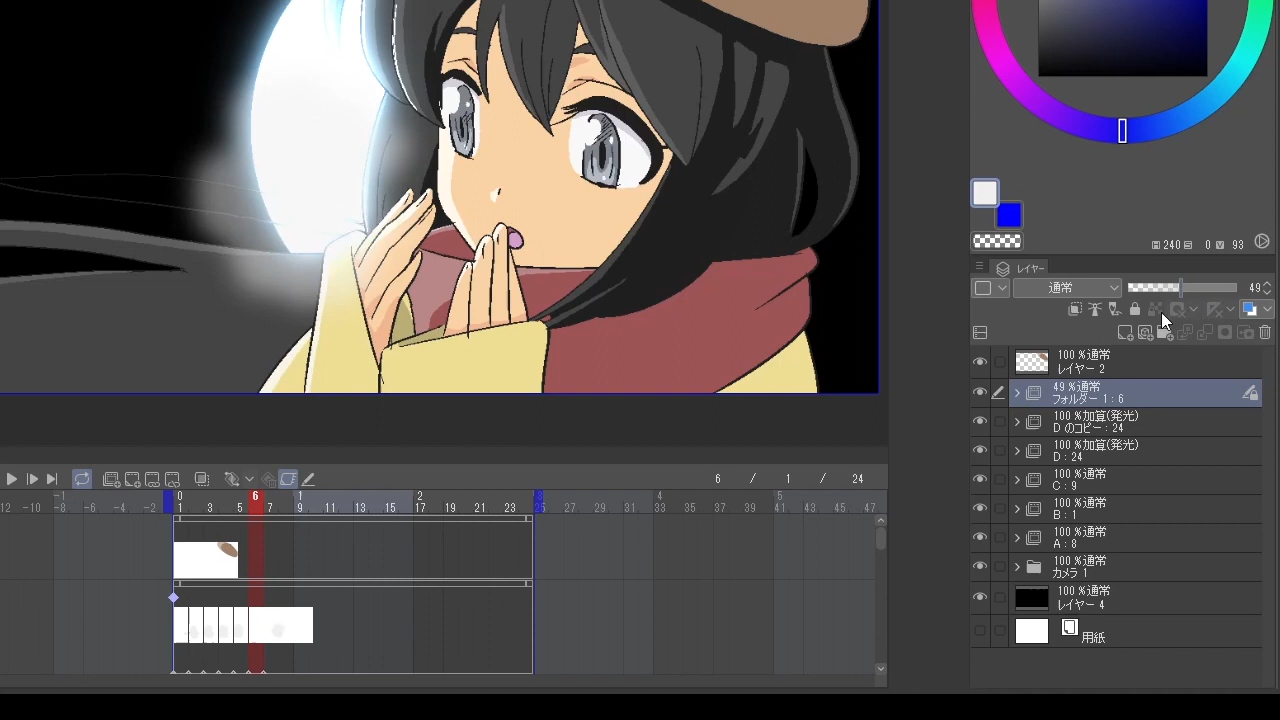 240 0 V 93
レイヤー
通常 49
100 %通常
レイヤー 2
49 %通常
フォルダー 1 : 6
100 %加算(発光)
D のコピー : 24
100 %加算(発光)
D : 24
100 %通常
C : 9
100 %通常
B : 1
100 %通常
A : 8
100 %通常
カメラ 1
100 %通常
レイヤー 4
用紙
6 / 1 / 24
-1 0 6 1 2 3 4 5
12 -10 -8 -6 -4 -2 1 3 5 7 9 11 13 15 17 19 21 23 25 27 29 31 33 35 37 39 41 43 45 47